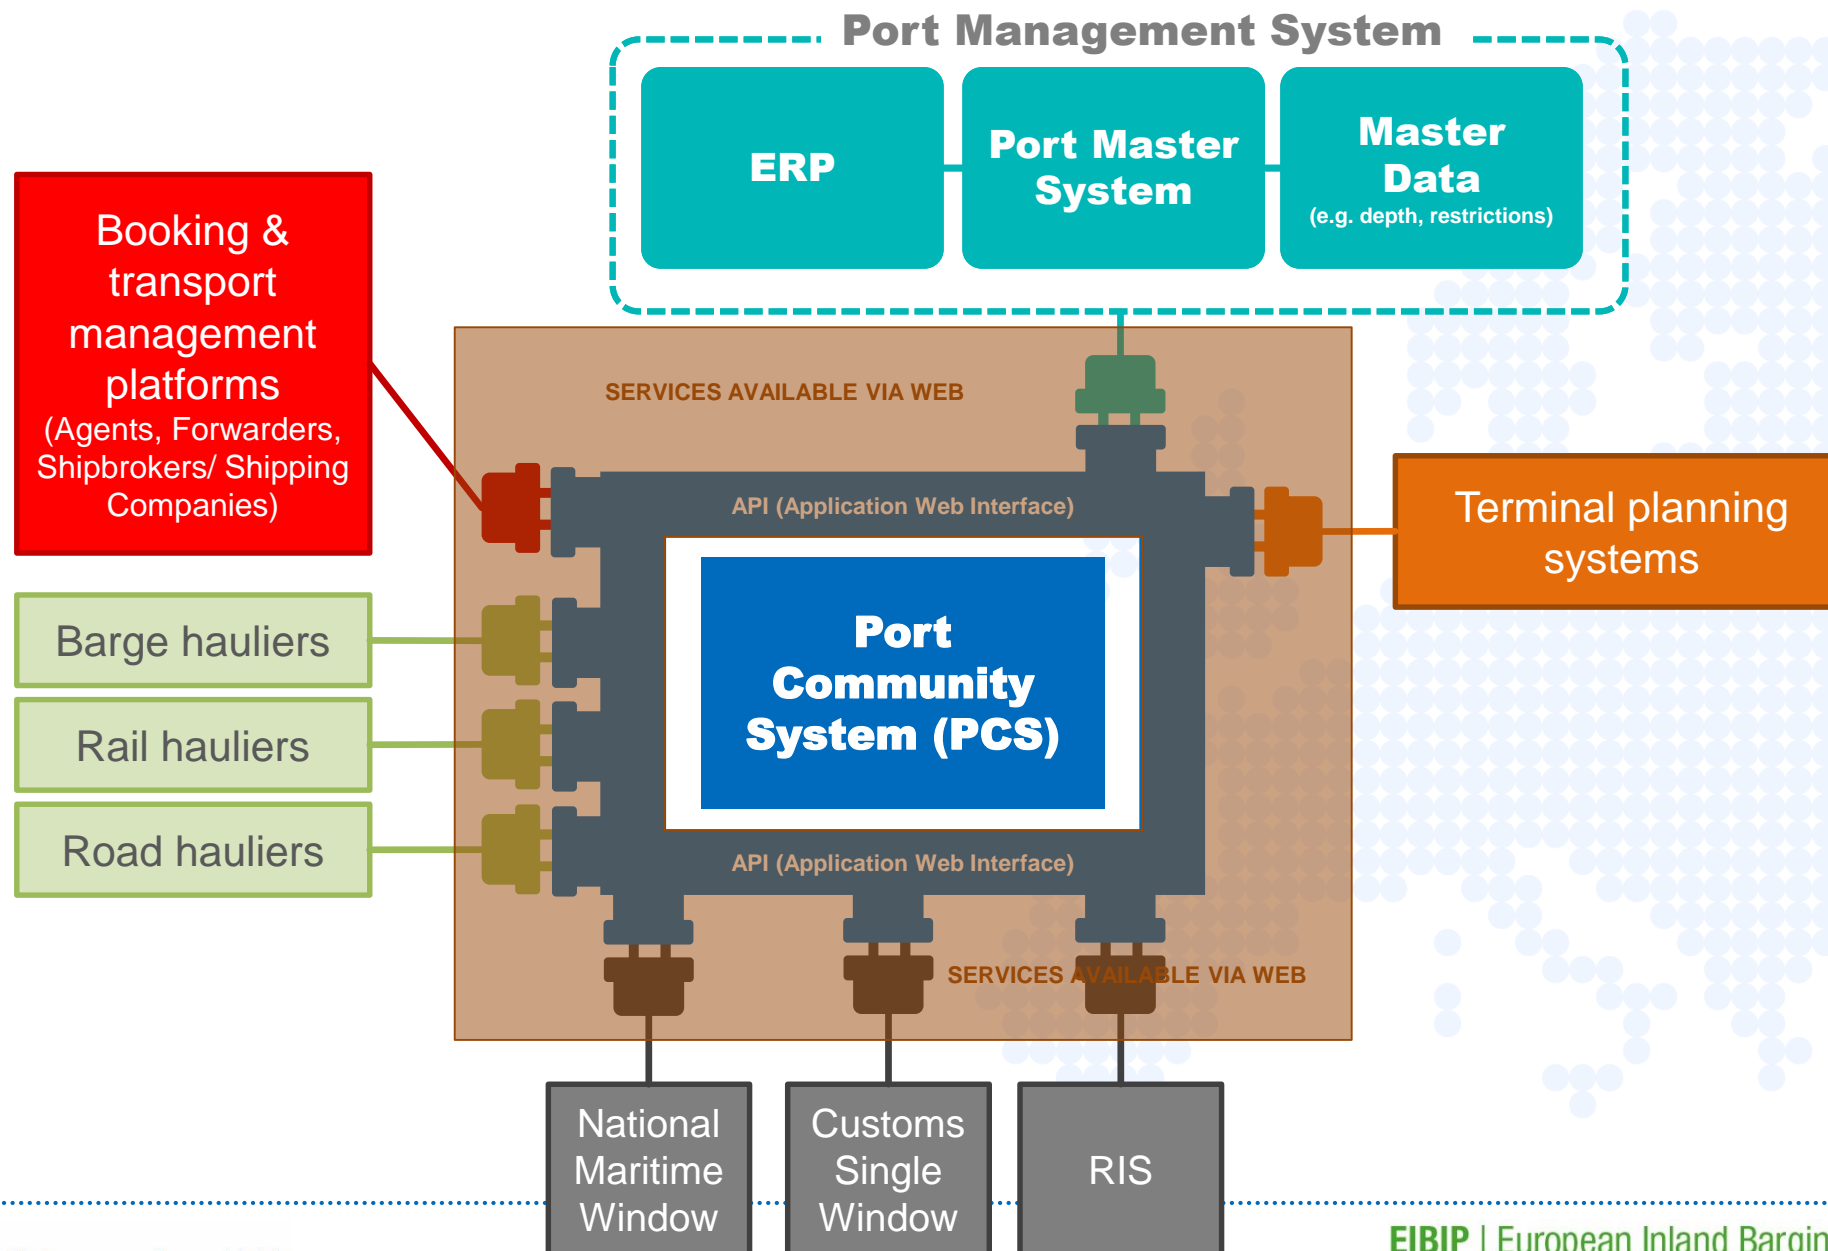 Port Management System
ERP
Port Master
System
Master
Data
(e.g. depth, restrictions)
Booking &
transport
management
platforms
(Agents, Forwarders,
Shipbrokers/ Shipping
Companies)
SERVICES AVAILABLE VIA WEB
API (Application Web Interface)
Terminal planning
systems
Barge hauliers
Rail hauliers
Road hauliers
Port
Community
System (PCS)
API (Application Web Interface)
SERVICES AVAILABLE VIA WEB
National
Maritime
Window
Customs
Single
Window
RIS
EIBIP | European Inland Bargin